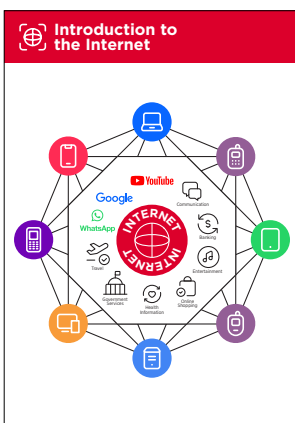 Introduction to
the Internet
YouTube
Google
Communication
WhatsApp
INTERNET
INTERNET
Banking
Travel
Entertainment
Government
Services
Health
Information
Online
Shopping